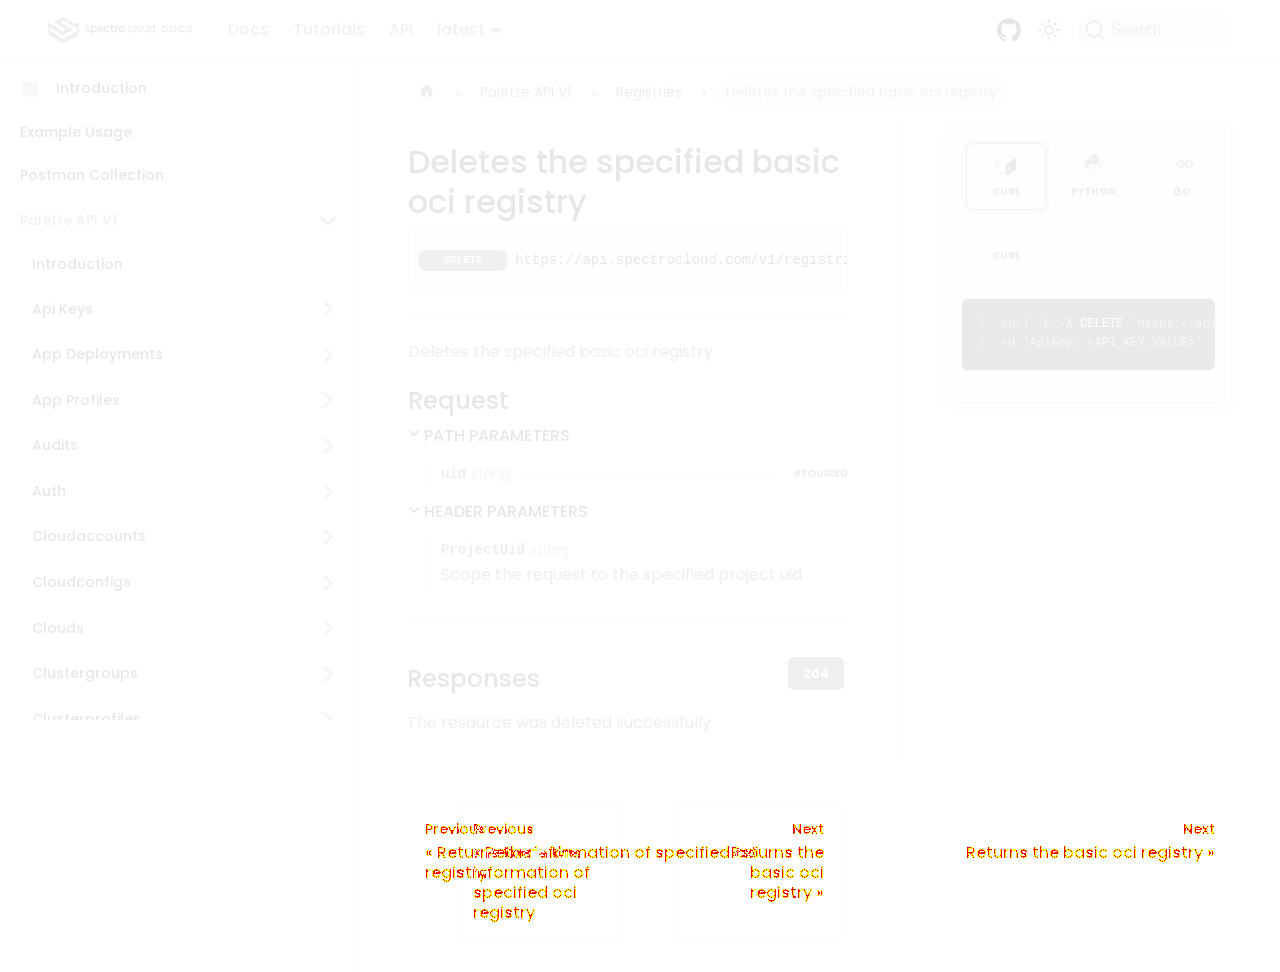 spectro cloud DOCS Docs Tutorials API latest Search
Introduction
Example Usage
Postman Collection
Palette API V1
Introduction
Api Keys
App Deployments
App Profiles
Audits
Auth
Cloudaccounts
Cloudconfigs
Clouds
Clustergroups
Clusterprofiles
Palette API V1 › Registries › Deletes the specified basic oci registry
Deletes the specified basic
oci registry
DELETE https://api.spectrocloud.com/v1/registri
Deletes the specified basic oci registry
Request
PATH PARAMETERS
uid string REQUIRED
HEADER PARAMETERS
ProjectUid string
Scope the request to the specified project uid
Responses
204
The resource was deleted successfully
CURL PYTHON GO
CURL
1 curl -L -X DELETE 'https://api
2 -H 'ApiKey: <API_KEY_VALUE>'
Previous
Previous
Next
Next
Returns the
information of specified
registry
information of
basic oci
specified oci
registry »
registry
Returns the basic oci registry »